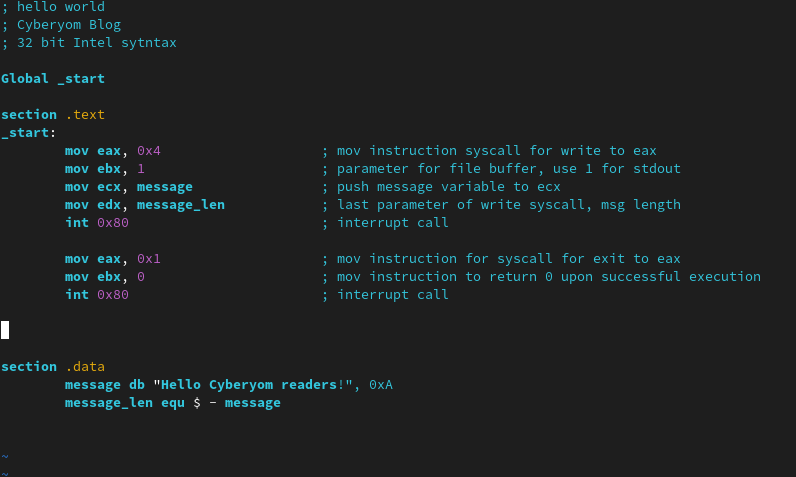 ; hello world
; Cyberyom Blog
; 32 bit Intel sytntax
Global _start
section .text
_start:
mov eax, 0x4 ; mov instruction syscall for write to eax
mov ebx, 1 ; parameter for file buffer, use 1 for stdout
mov ecx, message ; push message variable to ecx
mov edx, message_len ; last parameter of write syscall, msg length
int 0x80 ; interrupt call
mov eax, 0x1 ; mov instruction for syscall for exit to eax
mov ebx, 0 ; mov instruction to return 0 upon successful execution
int 0x80 ; interrupt call
section .data
message db "Hello Cyberyom readers!", 0xA
message_len equ $ - message
~
~